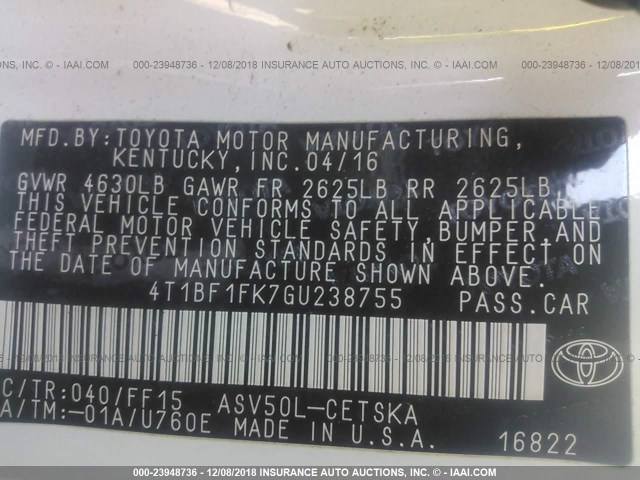 000-23948736 - 12/08/2018 INSURANCE AUTO AUCTIONS, INC. - © - IAAI.COM
MFD.BY:TOYOTA MOTOR MANUFACTURING,
KENTUCKY,INC.04/16
GVWR 4630LB GAWR FR 2625LB RR 2625LB
THIS VEHICLE CONFORMS TO ALL APPLICABLE
FEDERAL MOTOR VEHICLE SAFETY,BUMPER,AND
THEFT PREVENTION STANDARDS IN EFFECT ON
THE DATE OF MANUFACTURE SHOWN ABOVE.
4T1BF1FK7GU238755 PASS.CAR
C/TR:040/FF15 ASV50L-CETSKA
A/TM:-01A/U760E MADE IN U.S.A. 16822
000-23948736 - 12/08/2018 INSURANCE AUTO AUCTIONS, INC. - © - IAAI.COM